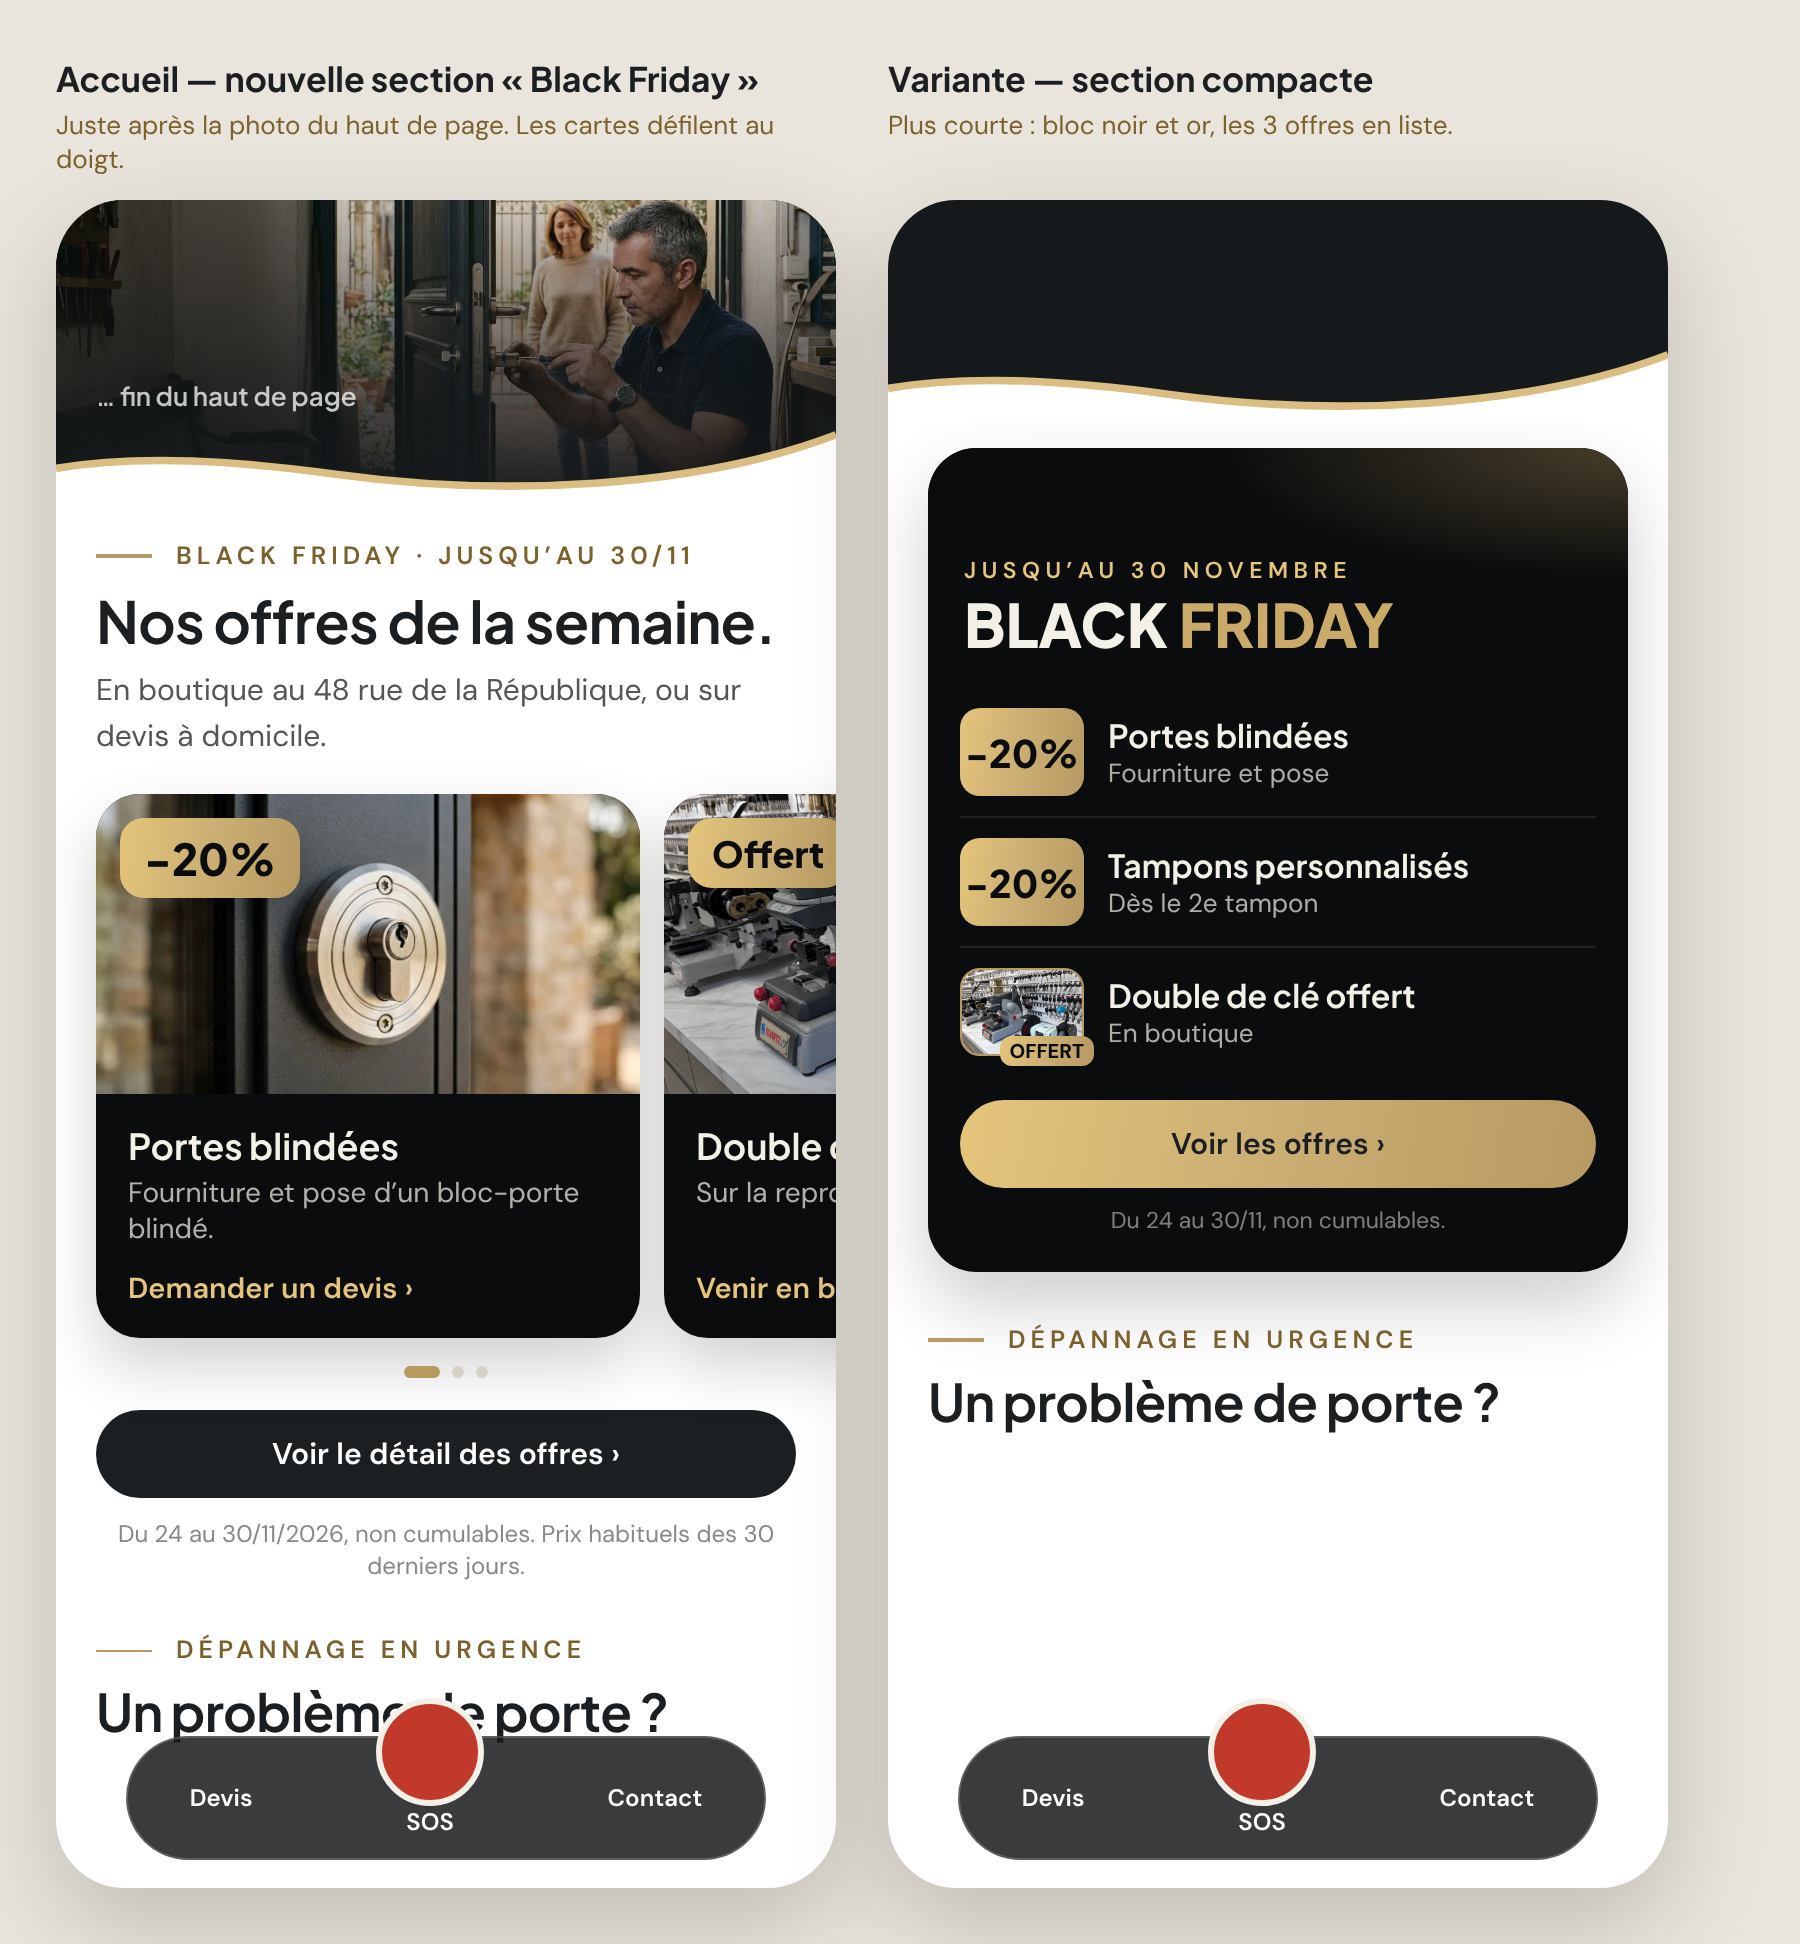 Accueil — nouvelle section « Black Friday »
Juste après la photo du haut de page. Les cartes défilent au
doigt.
... fin du haut de page
BLACK FRIDAY · JUSQU’AU 30/11
Nos offres de la semaine.
En boutique au 48 rue de la République, ou sur
devis à domicile.
−20%
Portes blindées
Fourniture et pose d’un bloc-porte
blindé.
Demander un devis ›
Offert
Double
Sur la
Venir en
Voir le détail des offres ›
Du 24 au 30/11/2026, non cumulables. Prix habituels des 30
derniers jours.
DÉPANNAGE EN URGENCE
Un problème de porte ?
Devis
SOS
Contact
Variante — section compacte
Plus courte : bloc noir et or, les 3 offres en liste.
JUSQU’AU 30 NOVEMBRE
BLACK FRIDAY
−20%
Portes blindées
Fourniture et pose
−20%
Tampons personnalisés
Dès le 2e tampon
OFFERT
Double de clé offert
En boutique
Voir les offres ›
Du 24 au 30/11, non cumulables.
DÉPANNAGE EN URGENCE
Un problème de porte ?
Devis
SOS
Contact